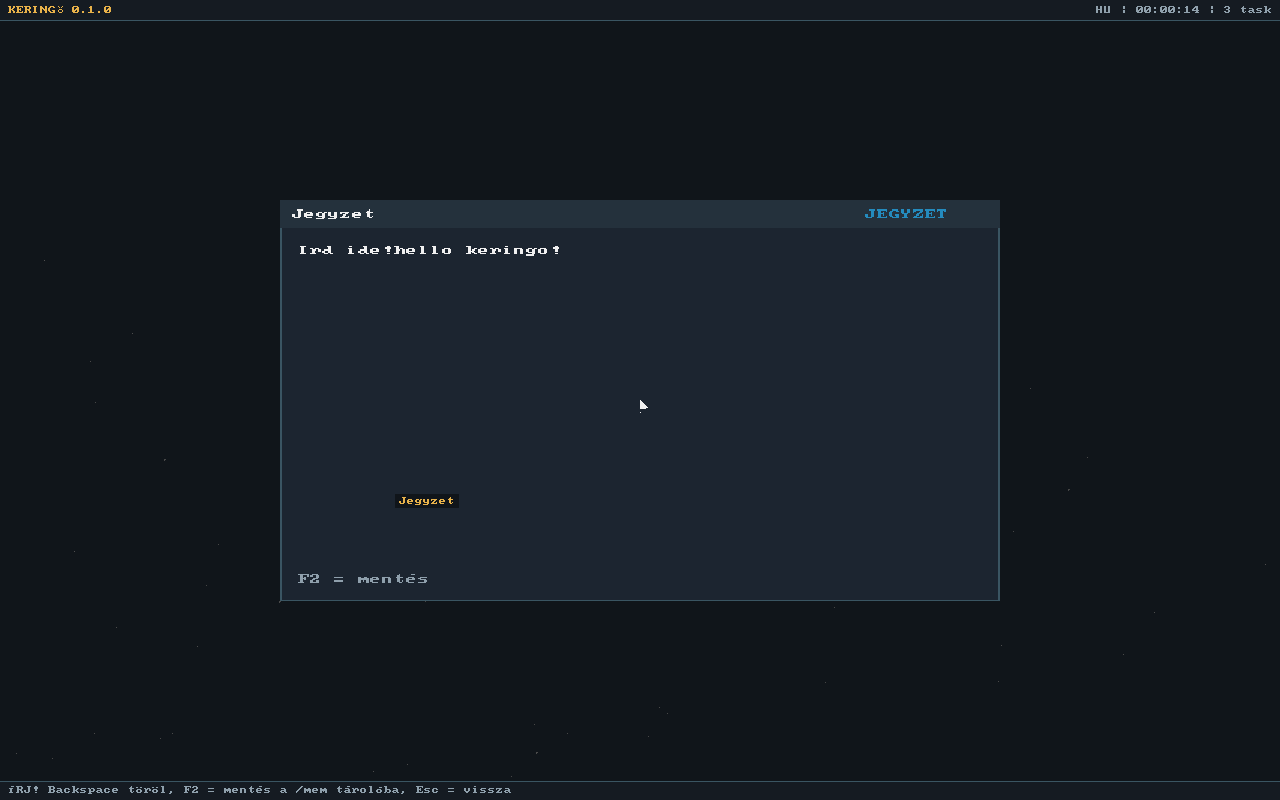 KERINGő 0.1.0
HU | 00:00:14 | 3 task
Jegyzet
JEGYZET
Ird ide!hello keringo!
Jegyzet
F2 = mentés
íRJ! Backspace töröl, F2 = mentés a /mem tárolóba, Esc = vissza